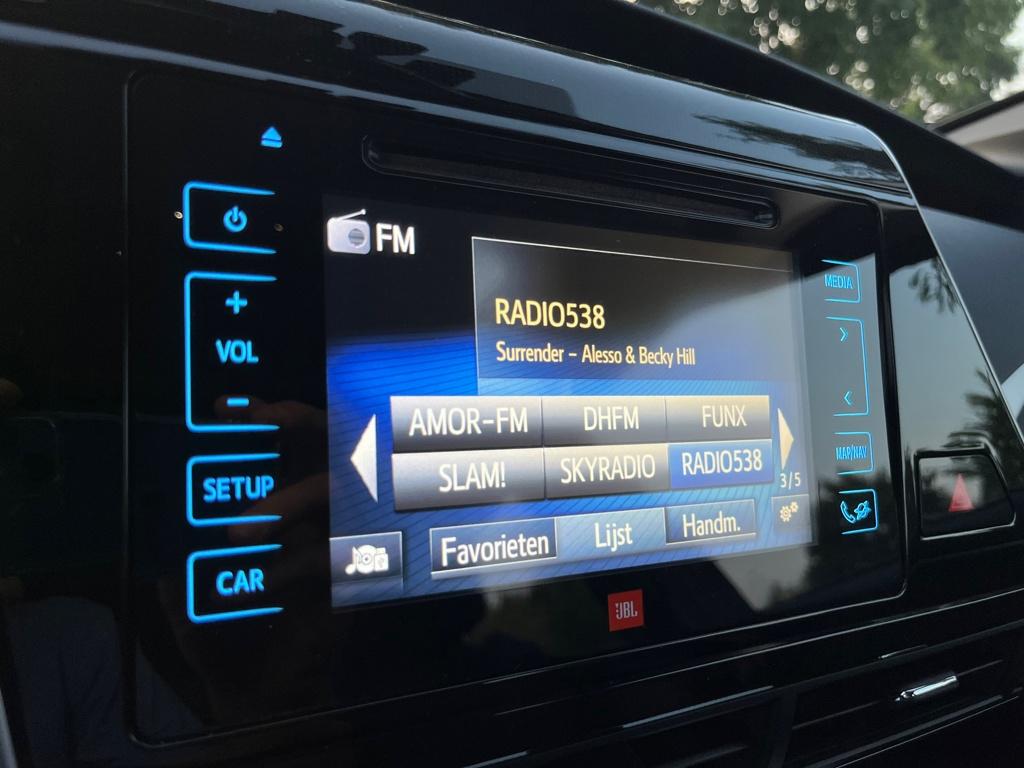 FM
RADIO538
Surrender - Alesso & Becky Hill
AMOR-FM DHFM FUNX
SLAM! SKYRADIO RADIO538
3/5
Favorieten Lijst Handm.
+
VOL
-
SETUP
CAR
MEDIA
>
<
MAP/NAV
JBL